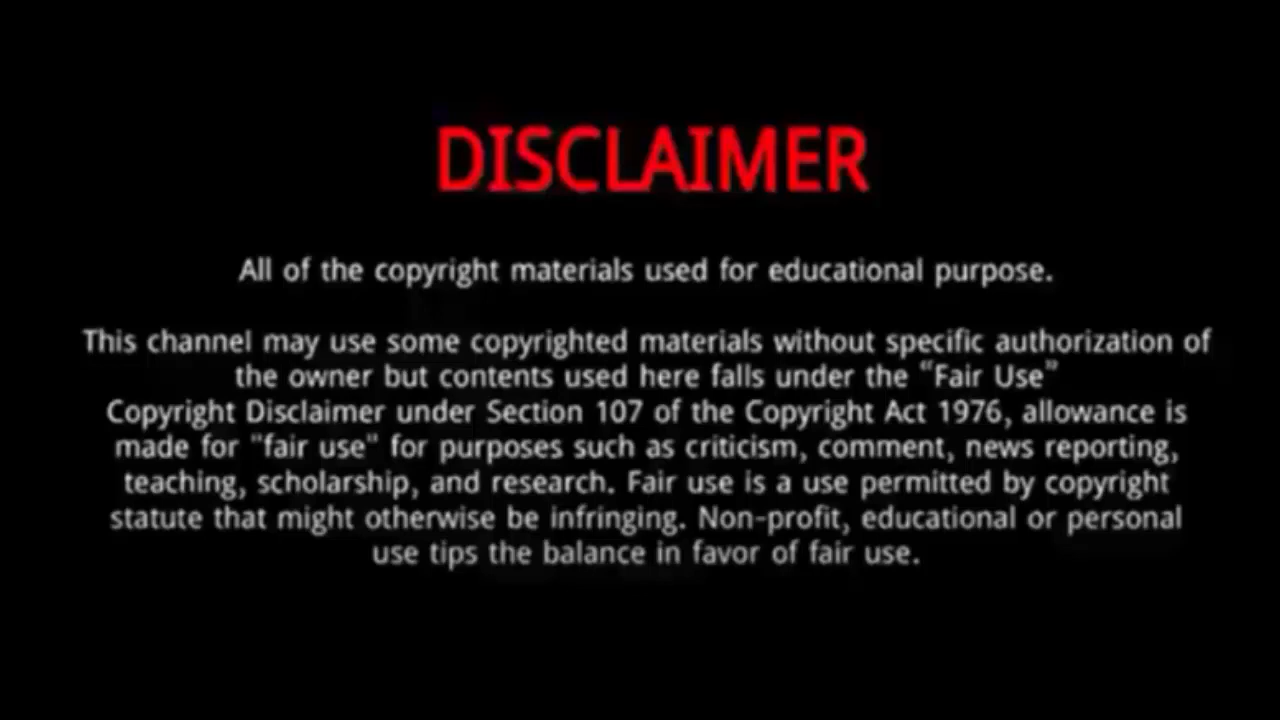 DISCLAIMER
All of the copyright materials used for educational purpose.
This channel may use some copyrighted materials without specific authorization of
the owner but contents used here falls under the “Fair Use”
Copyright Disclaimer under Section 107 of the Copyright Act 1976, allowance is
made for "fair use" for purposes such as criticism, comment, news reporting,
teaching, scholarship, and research. Fair use is a use permitted by copyright
statute that might otherwise be infringing. Non-profit, educational or personal
use tips the balance in favor of fair use.